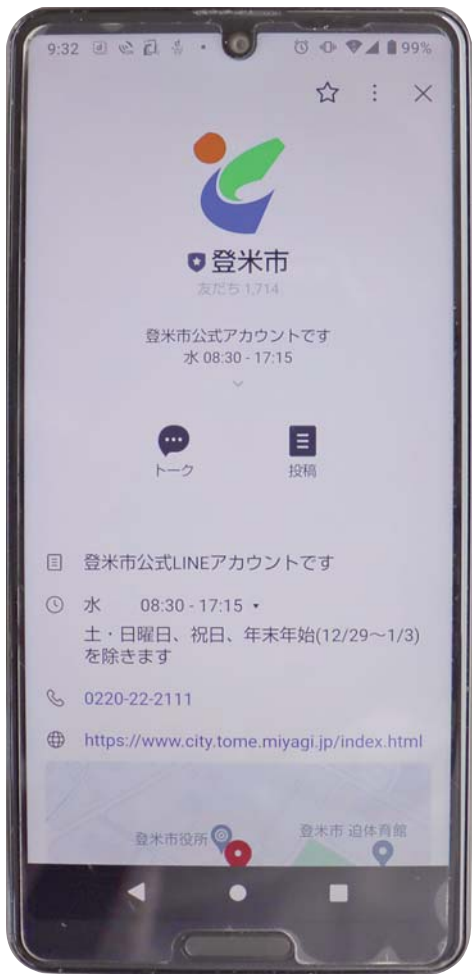 9:32
99%
登米市
友だち 1,714
登米市公式アカウントです
水 08:30 - 17:15
トーク
投稿
登米市公式LINEアカウントです
水 08:30 - 17:15
土・日曜日、祝日、年末年始(12/29〜1/3)
を除きます
0220-22-2111
https://www.city.tome.miyagi.jp/index.html
登米市役所
登米市 迫体育館